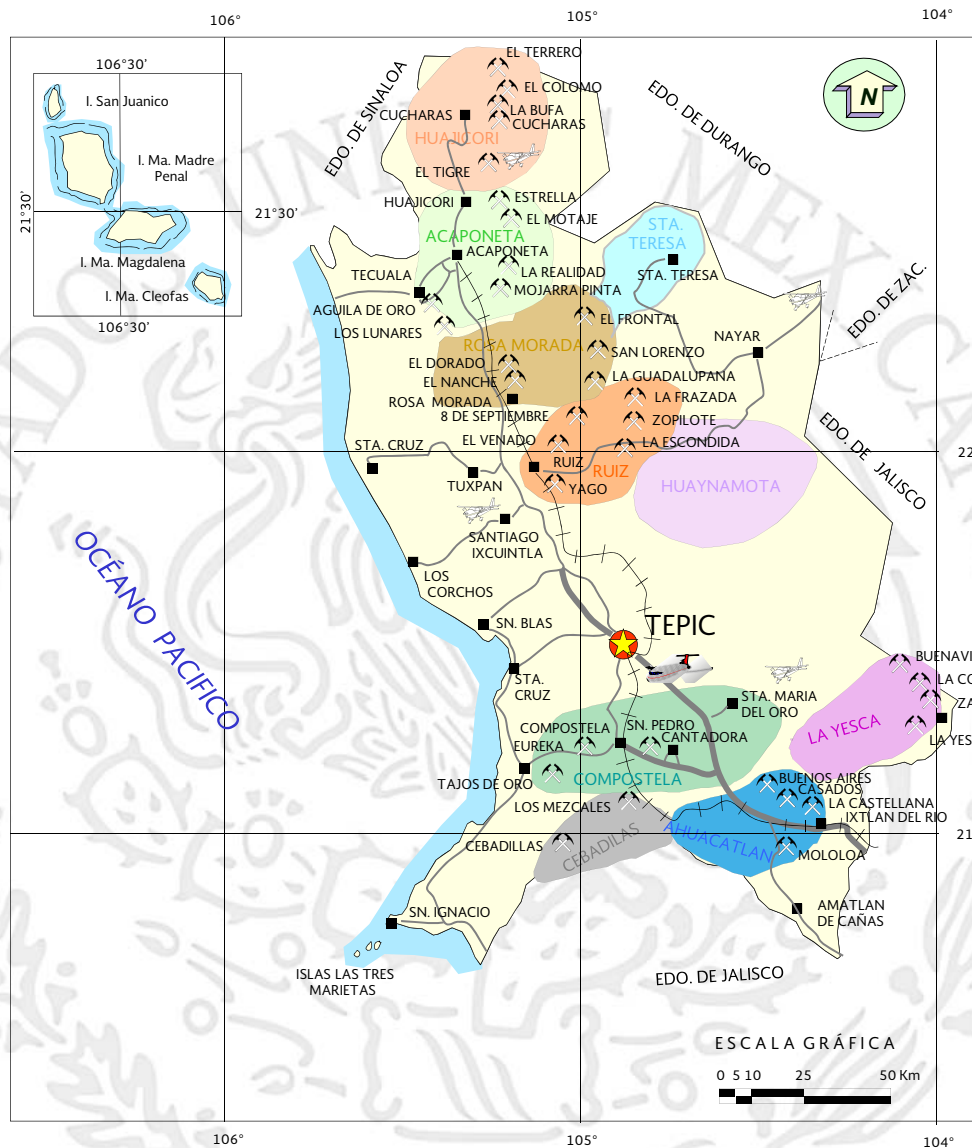 106°
105°
104°
106°30'
I. San Juanico
I. Ma. Madre
Penal
21°30'
21°30'
I. Ma. Magdalena
I. Ma. Cleofas
106°30'
EDO. DE SINALOA
EDO. DE DURANGO
N
EL TERRERO
EL COLOMO
LA BUFA
CUCHARAS
CUCHARAS
HUAJICORI
EL TIGRE
HUAJICORI
ESTRELLA
EL MOTAJE
ACAPONETA
ACAPONETA
STA.
TERESA
STA. TERESA
TECUALA
LA REALIDAD
MOJARRA PINTA
AGUILA DE ORO
LOS LUNARES
EL FRONTAL
EDO. DE ZAC.
NAYAR
ROSA MORADA
SAN LORENZO
EL DORADO
EL NANCHE
LA GUADALUPANA
ROSA MORADA
LA FRAZADA
8 DE SEPTIEMBRE
ZOPILOTE
EL VENADO
LA ESCONDIDA
EDO. DE JALISCO
STA. CRUZ
22
RUIZ
RUIZ
TUXPAN
YAGO
HUAYNAMOTA
SANTIAGO
IXCUINTLA
OCÉANO PACIFICO
LOS
CORCHOS
SN. BLAS
TEPIC
STA.
CRUZ
BUENAVI
LA CO
ZA
LA YES
LA YESCA
STA. MARIA
DEL ORO
COMPOSTELA
SN. PEDRO
EUREKA
CANTADORA
TAJOS DE ORO
COMPOSTELA
BUENOS AIRES
CASADOS
LA CASTELLANA
IXTLAN DEL RIO
LOS MEZCALES
21
CEBADILLAS
CEBADILAS
AHUACATLAN
MOLOLOA
SN. IGNACIO
AMATLAN
DE CAÑAS
ISLAS LAS TRES
MARIETAS
EDO. DE JALISCO
ESCALA GRÁFICA
0 5 10 25 50 Km
106°
105°
104°